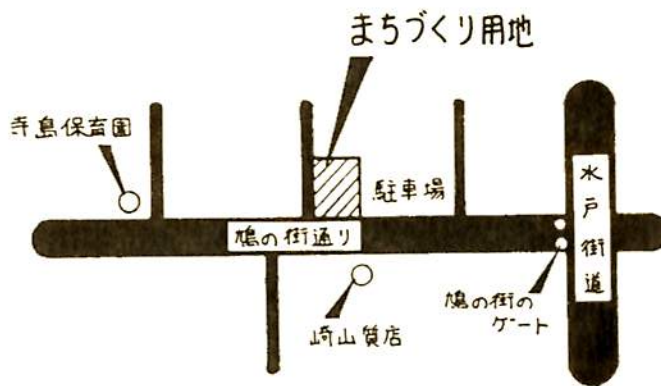 まちづくり用地
寺島保育園
駐車場
水戸街道
鳩の街通り
鳩の街の
ゲート
崎山質店